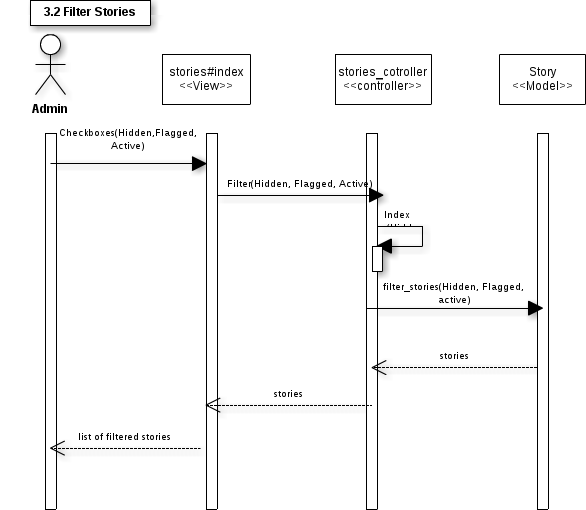 3.2 Filter Stories
stories#index
<<View>>
stories_cotroller
<<controller>>
Story
<<Model>>
Admin
Checkboxes(Hidden,Flagged,
Active)
Filter(Hidden, Flagged, Active)
Index
filter_stories(Hidden, Flagged,
active)
stories
stories
list of filtered stories